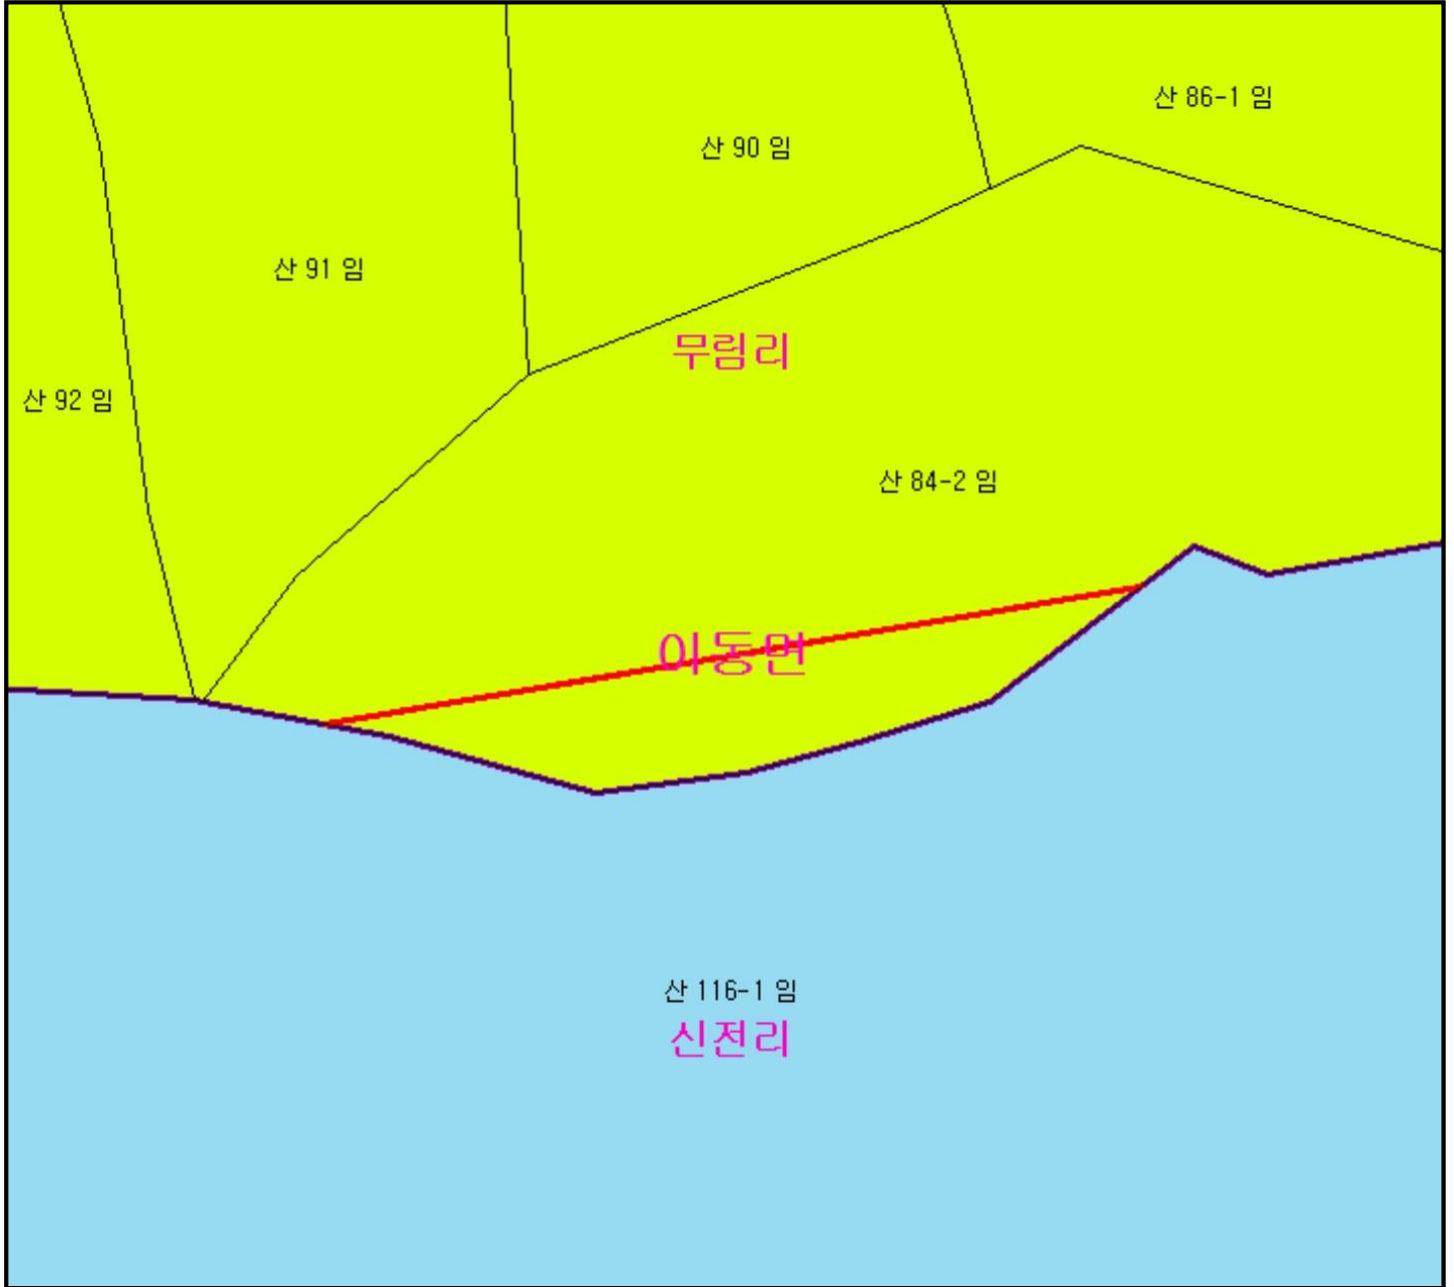 산 86-1 임
산 90 임
산 91 임
무림리
산 92 임
산 84-2 임
이동면
산 116-1 임
신전리